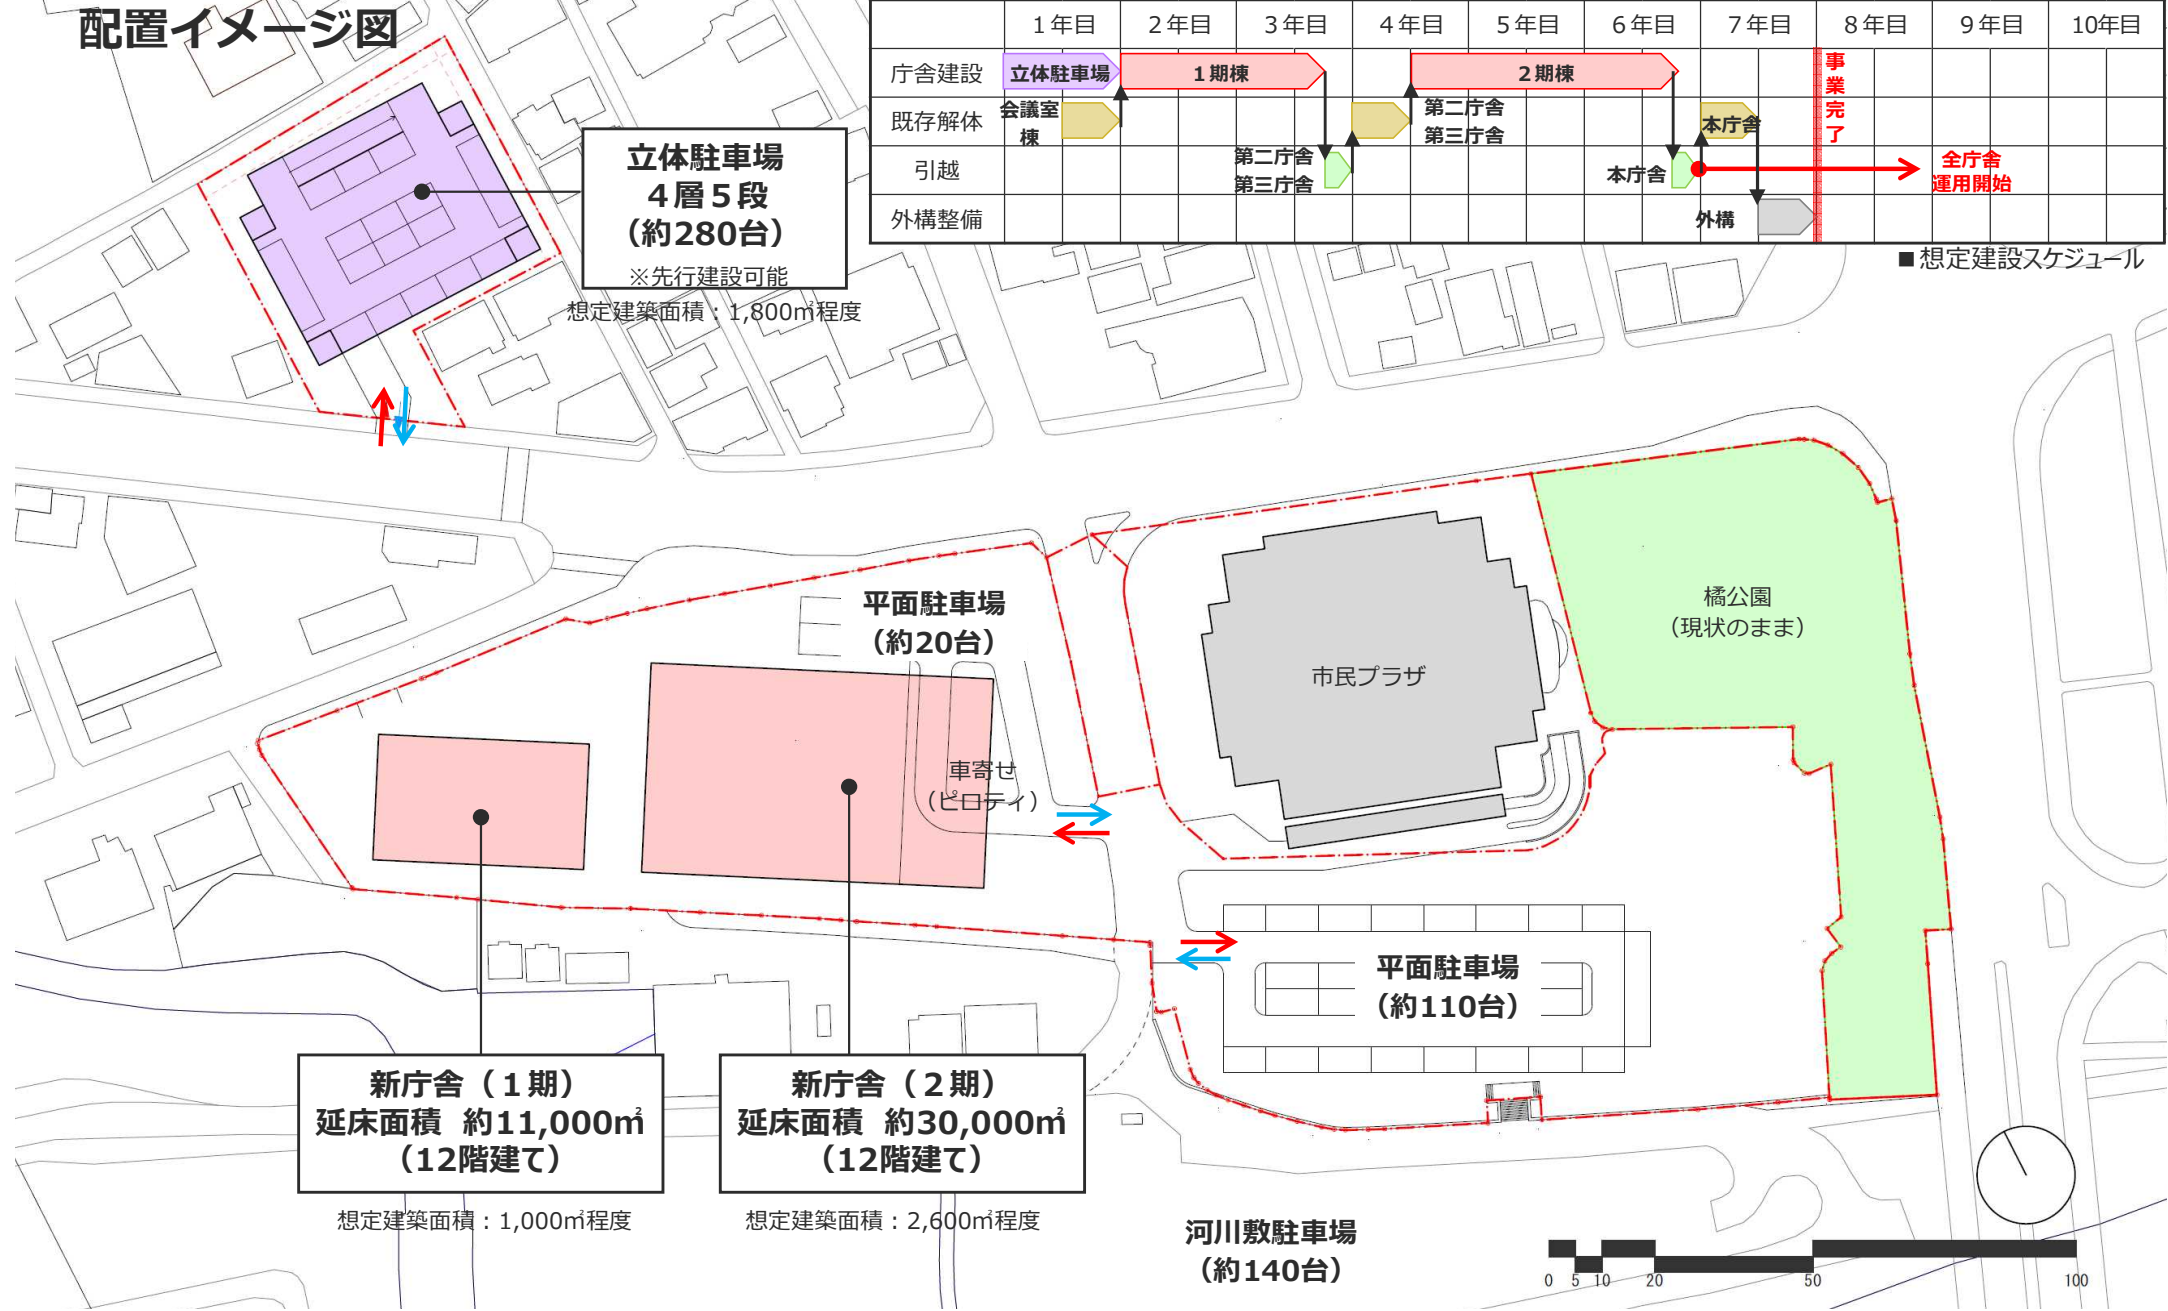 配置イメージ図
1年目 2年目 3年目 4年目 5年目 6年目 7年目 8年目 9年目 10年目
庁舎建設 立体駐車場 1期棟 2期棟
既存解体 会議室棟 第二庁舎 第三庁舎 本庁舎
引越 第二庁舎 第三庁舎 本庁舎 全庁舎 運用開始
外構整備 外構
事業完了
■想定建設スケジュール
立体駐車場
4層5段
(約280台)
※先行建設可能
想定建築面積:1,800㎡程度
平面駐車場
(約20台)
橘公園
(現状のまま)
市民プラザ
車寄せ
(ピロティ)
平面駐車場
(約110台)
新庁舎(1期)
延床面積 約11,000㎡
(12階建て)
想定建築面積:1,000㎡程度
新庁舎(2期)
延床面積 約30,000㎡
(12階建て)
想定建築面積:2,600㎡程度
河川敷駐車場
(約140台)
0 5 10 20 50 100